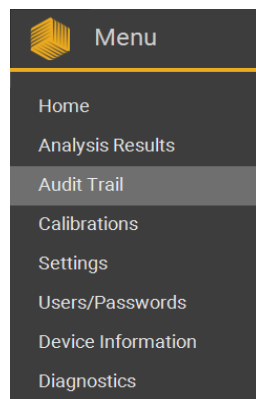 Menu
Home
Analysis Results
Audit Trail
Calibrations
Settings
Users/Passwords
Device Information
Diagnostics